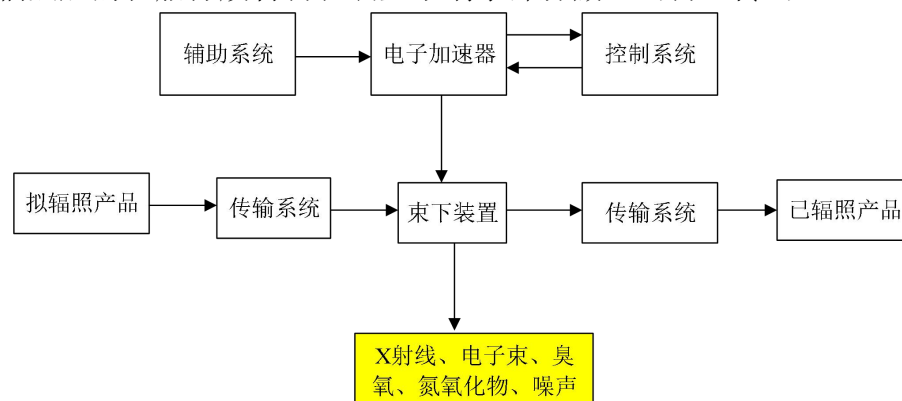 辅助系统
电子加速器
控制系统
拟辐照产品
传输系统
束下装置
传输系统
已辐照产品
X射线、电子束、臭
氧、氮氧化物、噪声